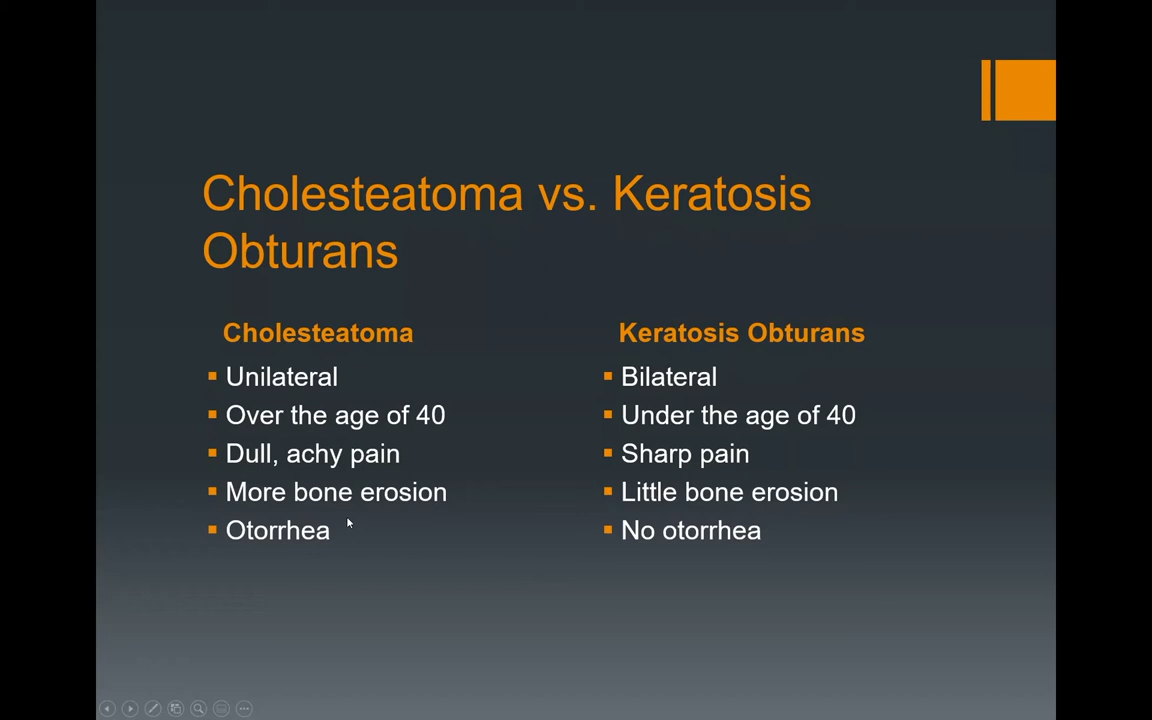 Cholesteatoma vs. Keratosis
Obturans
Cholesteatoma
Unilateral
Over the age of 40
Dull, achy pain
More bone erosion
Otorrhea
Keratosis Obturans
Bilateral
Under the age of 40
Sharp pain
Little bone erosion
No otorrhea